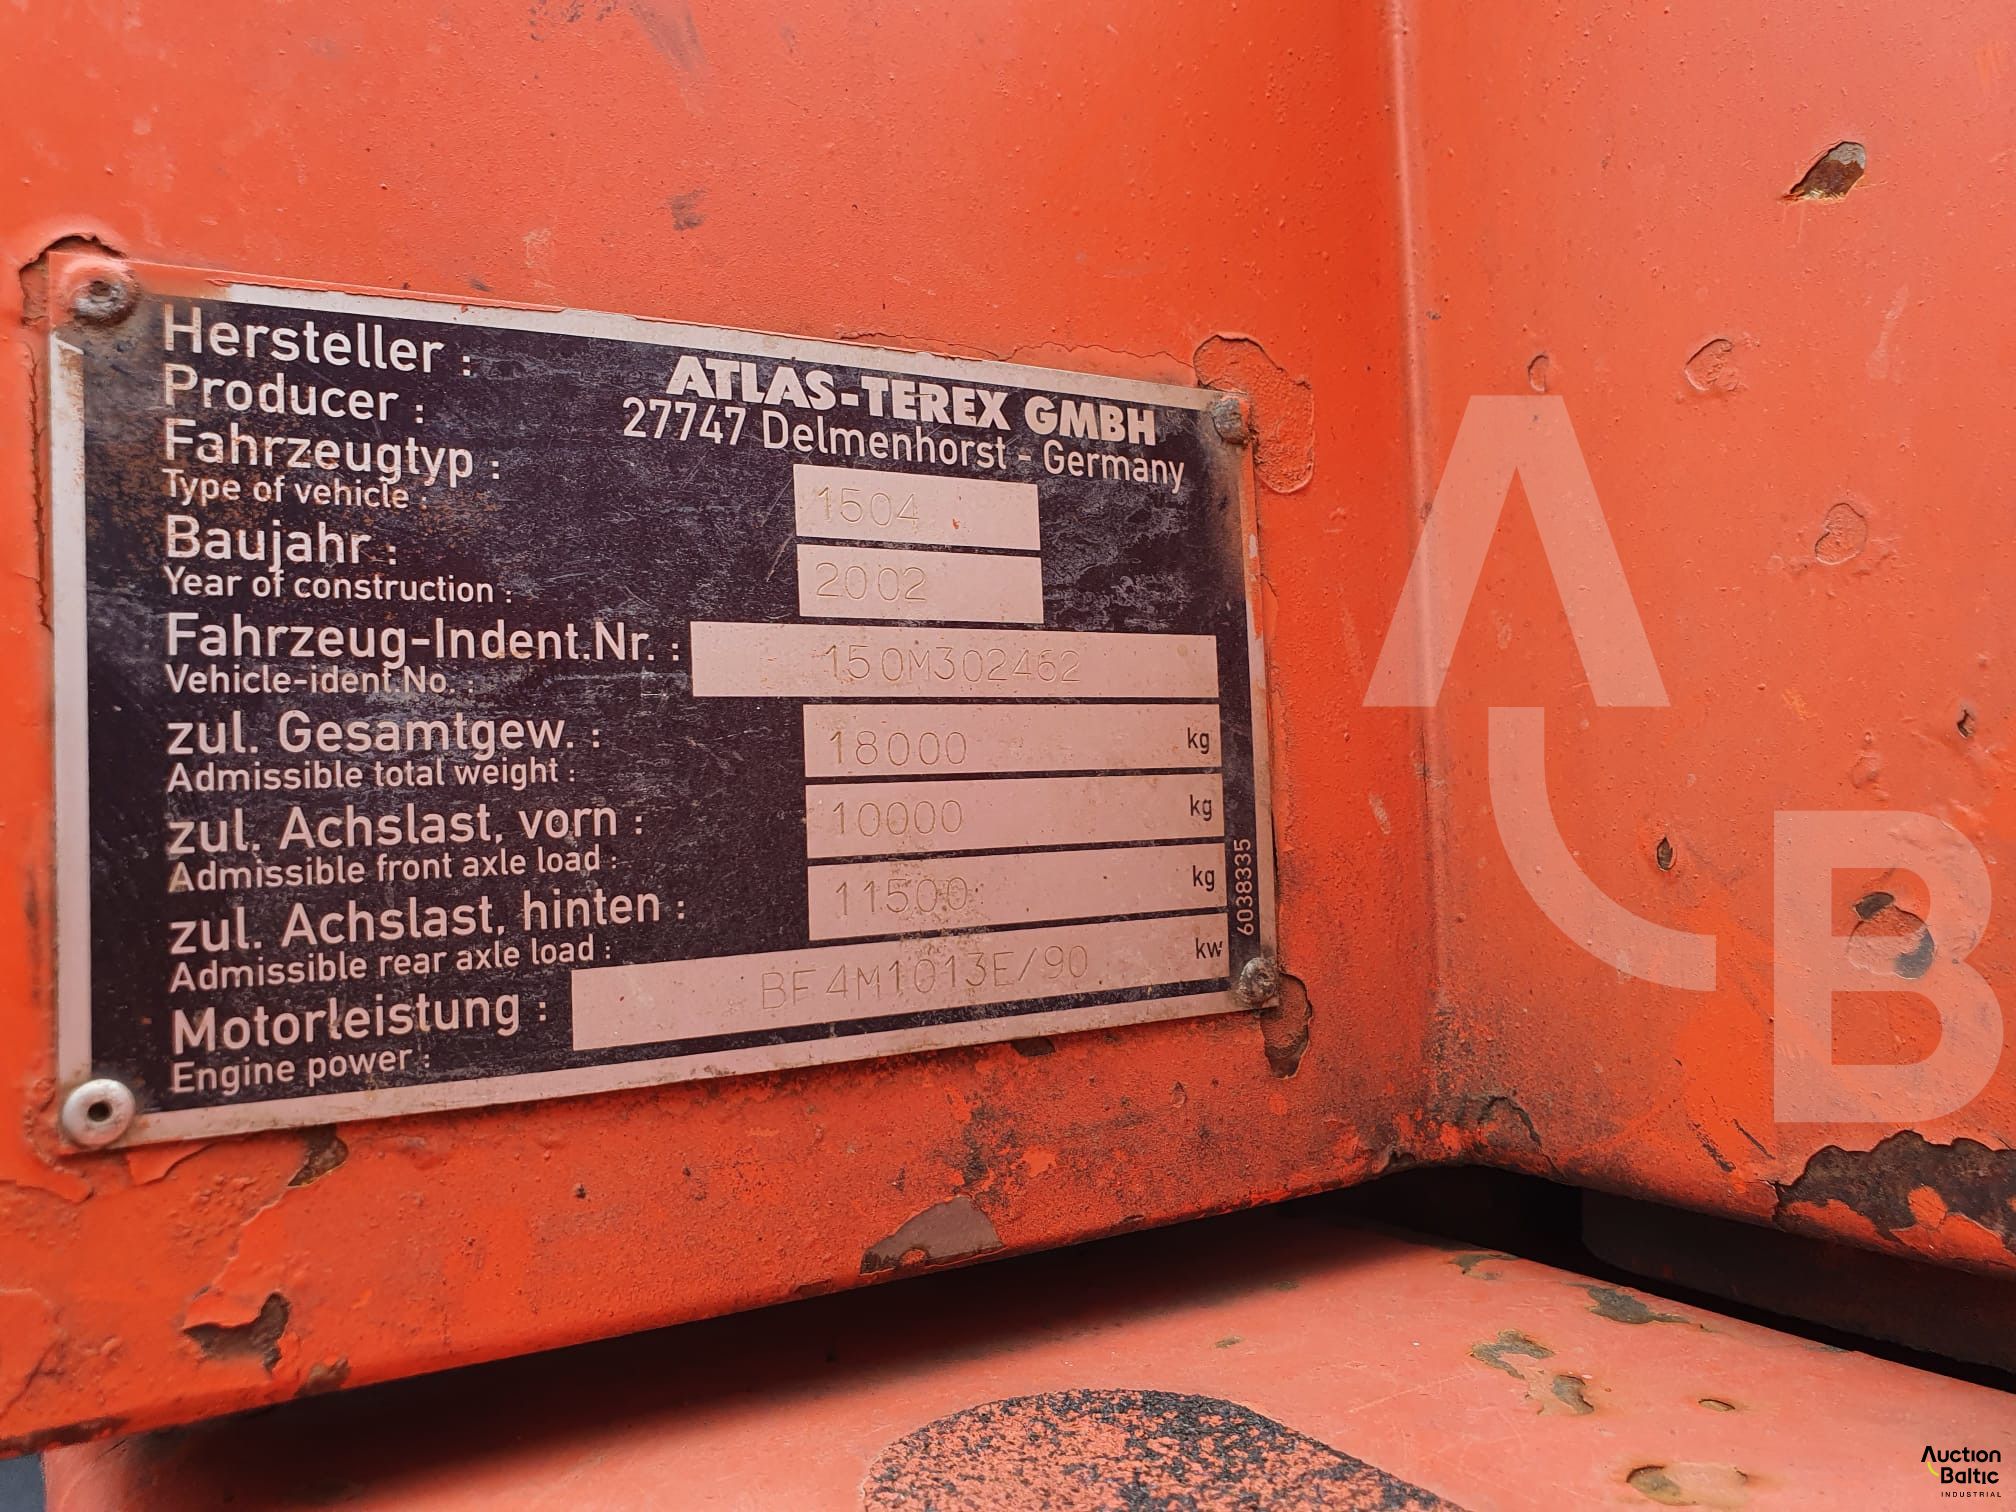 Hersteller :
Producer :
ATLAS-TEREX GMBH
27747 Delmenhorst - Germany
Fahrzeugtyp :
Type of vehicle :
1504
Baujahr :
Year of construction :
2002
Fahrzeug-Indent.Nr. :
Vehicle-ident.No. :
150M302462
zul. Gesamtgew. :
Admissible total weight :
18000 kg
zul. Achslast, vorn :
Admissible front axle load :
10000 kg
zul. Achslast, hinten :
Admissible rear axle load :
11500 kg
Motorleistung :
Engine power :
BF4M1013E/90 kw
6038335
A
B
Auction
Baltic
INDUSTRIAL